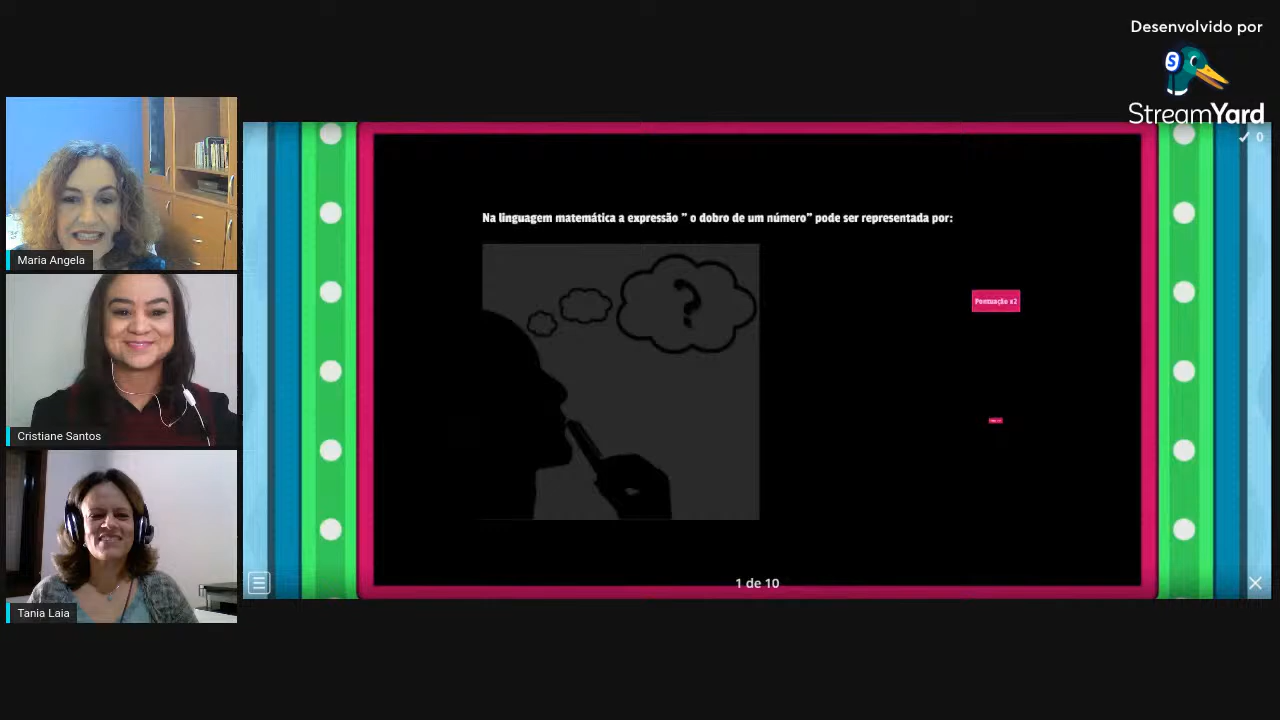 Desenvolvido por
StreamYard
0
Na linguagem matemática a expressão " o dobro de um número" pode ser representada por:
?
Pontuação x2
Maria Angela
Cristiane Santos
Tania Laia
1 de 10